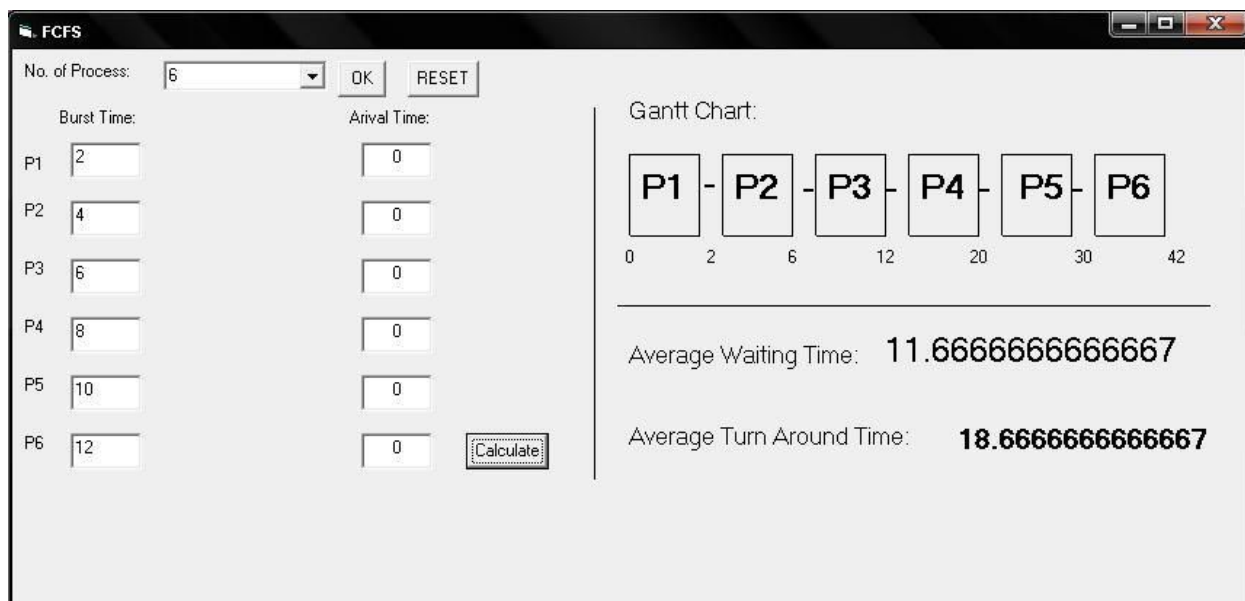 FCFS
No. of Process: 6 OK RESET
Burst Time: Arival Time:
P1 2 0
P2 4 0
P3 6 0
P4 8 0
P5 10 0
P6 12 0 Calculate
Gantt Chart:
P1 - P2 - P3 - P4 - P5 - P6
0 2 6 12 20 30 42
Average Waiting Time: 11.6666666666667
Average Turn Around Time: 18.6666666666667